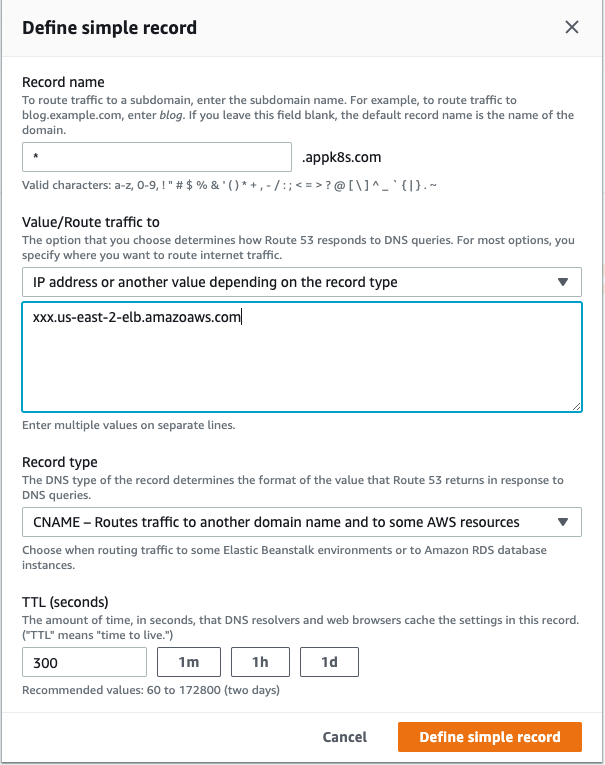 Define simple record
Record name
To route traffic to a subdomain, enter the subdomain name. For example, to route traffic to
blog.example.com, enter blog. If you leave this field blank, the default record name is the name of the
domain.
* .appk8s.com
Valid characters: a-z, 0-9, ! " # $ % & ' ( ) * + , - / : ; < = > ? @ [ \ ] ^ _ ` { | } . ~
Value/Route traffic to
The option that you choose determines how Route 53 responds to DNS queries. For most options, you
specify where you want to route internet traffic.
IP address or another value depending on the record type
xxx.us-east-2-elb.amazoaws.com
Enter multiple values on separate lines.
Record type
The DNS type of the record determines the format of the value that Route 53 returns in response to
DNS queries.
CNAME – Routes traffic to another domain name and to some AWS resources
Choose when routing traffic to some Elastic Beanstalk environments or to Amazon RDS database
instances.
TTL (seconds)
The amount of time, in seconds, that DNS resolvers and web browsers cache the settings in this record.
("TTL" means "time to live.")
300 1m 1h 1d
Recommended values: 60 to 172800 (two days)
Cancel Define simple record